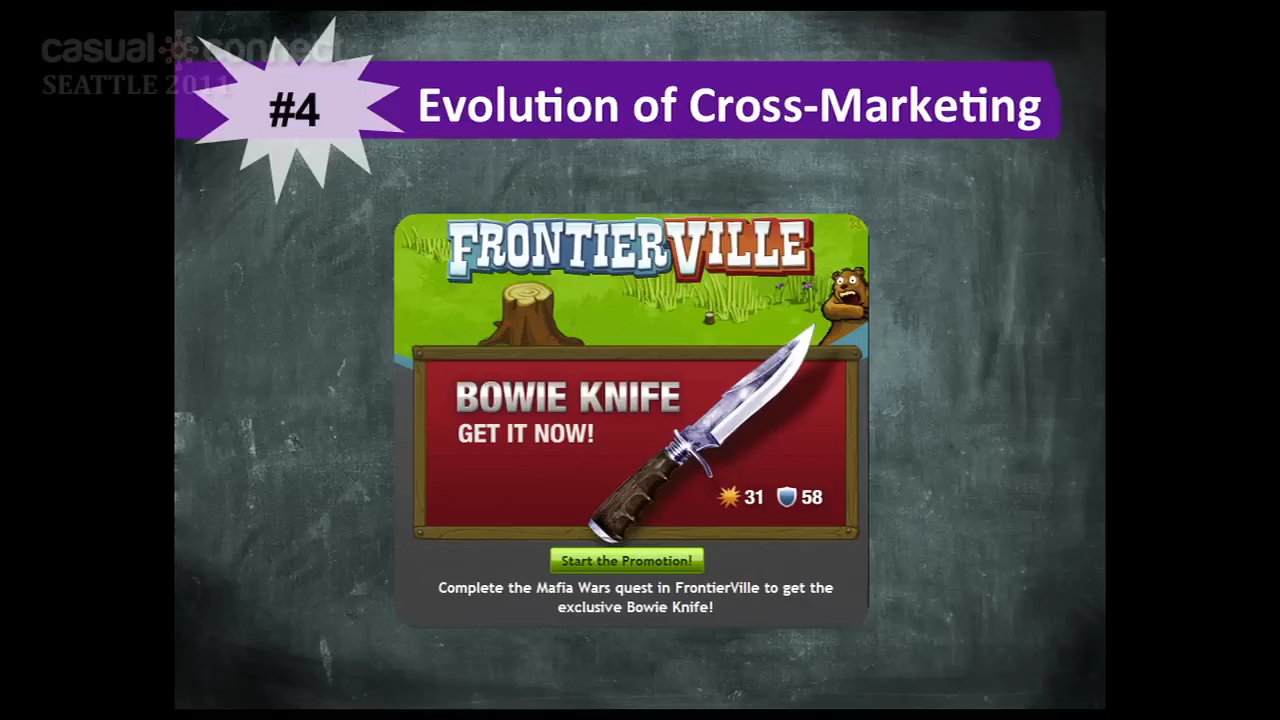 casual connect
SEATTLE 2011
#4
Evolution of Cross-Marketing
FRONTIERVILLE
BOWIE KNIFE
GET IT NOW!
31 58
Start the Promotion!
Complete the Mafia Wars quest in FrontierVille to get the
exclusive Bowie Knife!